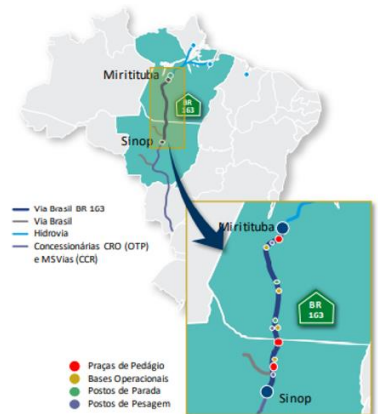 Miritituba
BR
163
Sinop
Via Brasil BR 163
Via Brasil
Hidrovia
Concessionárias CRO (OTP)
e MSVias (CCR)
Miritituba
BR
163
Sinop
Praças de Pedágio
Bases Operacionais
Postos de Parada
Postos de Pesagem